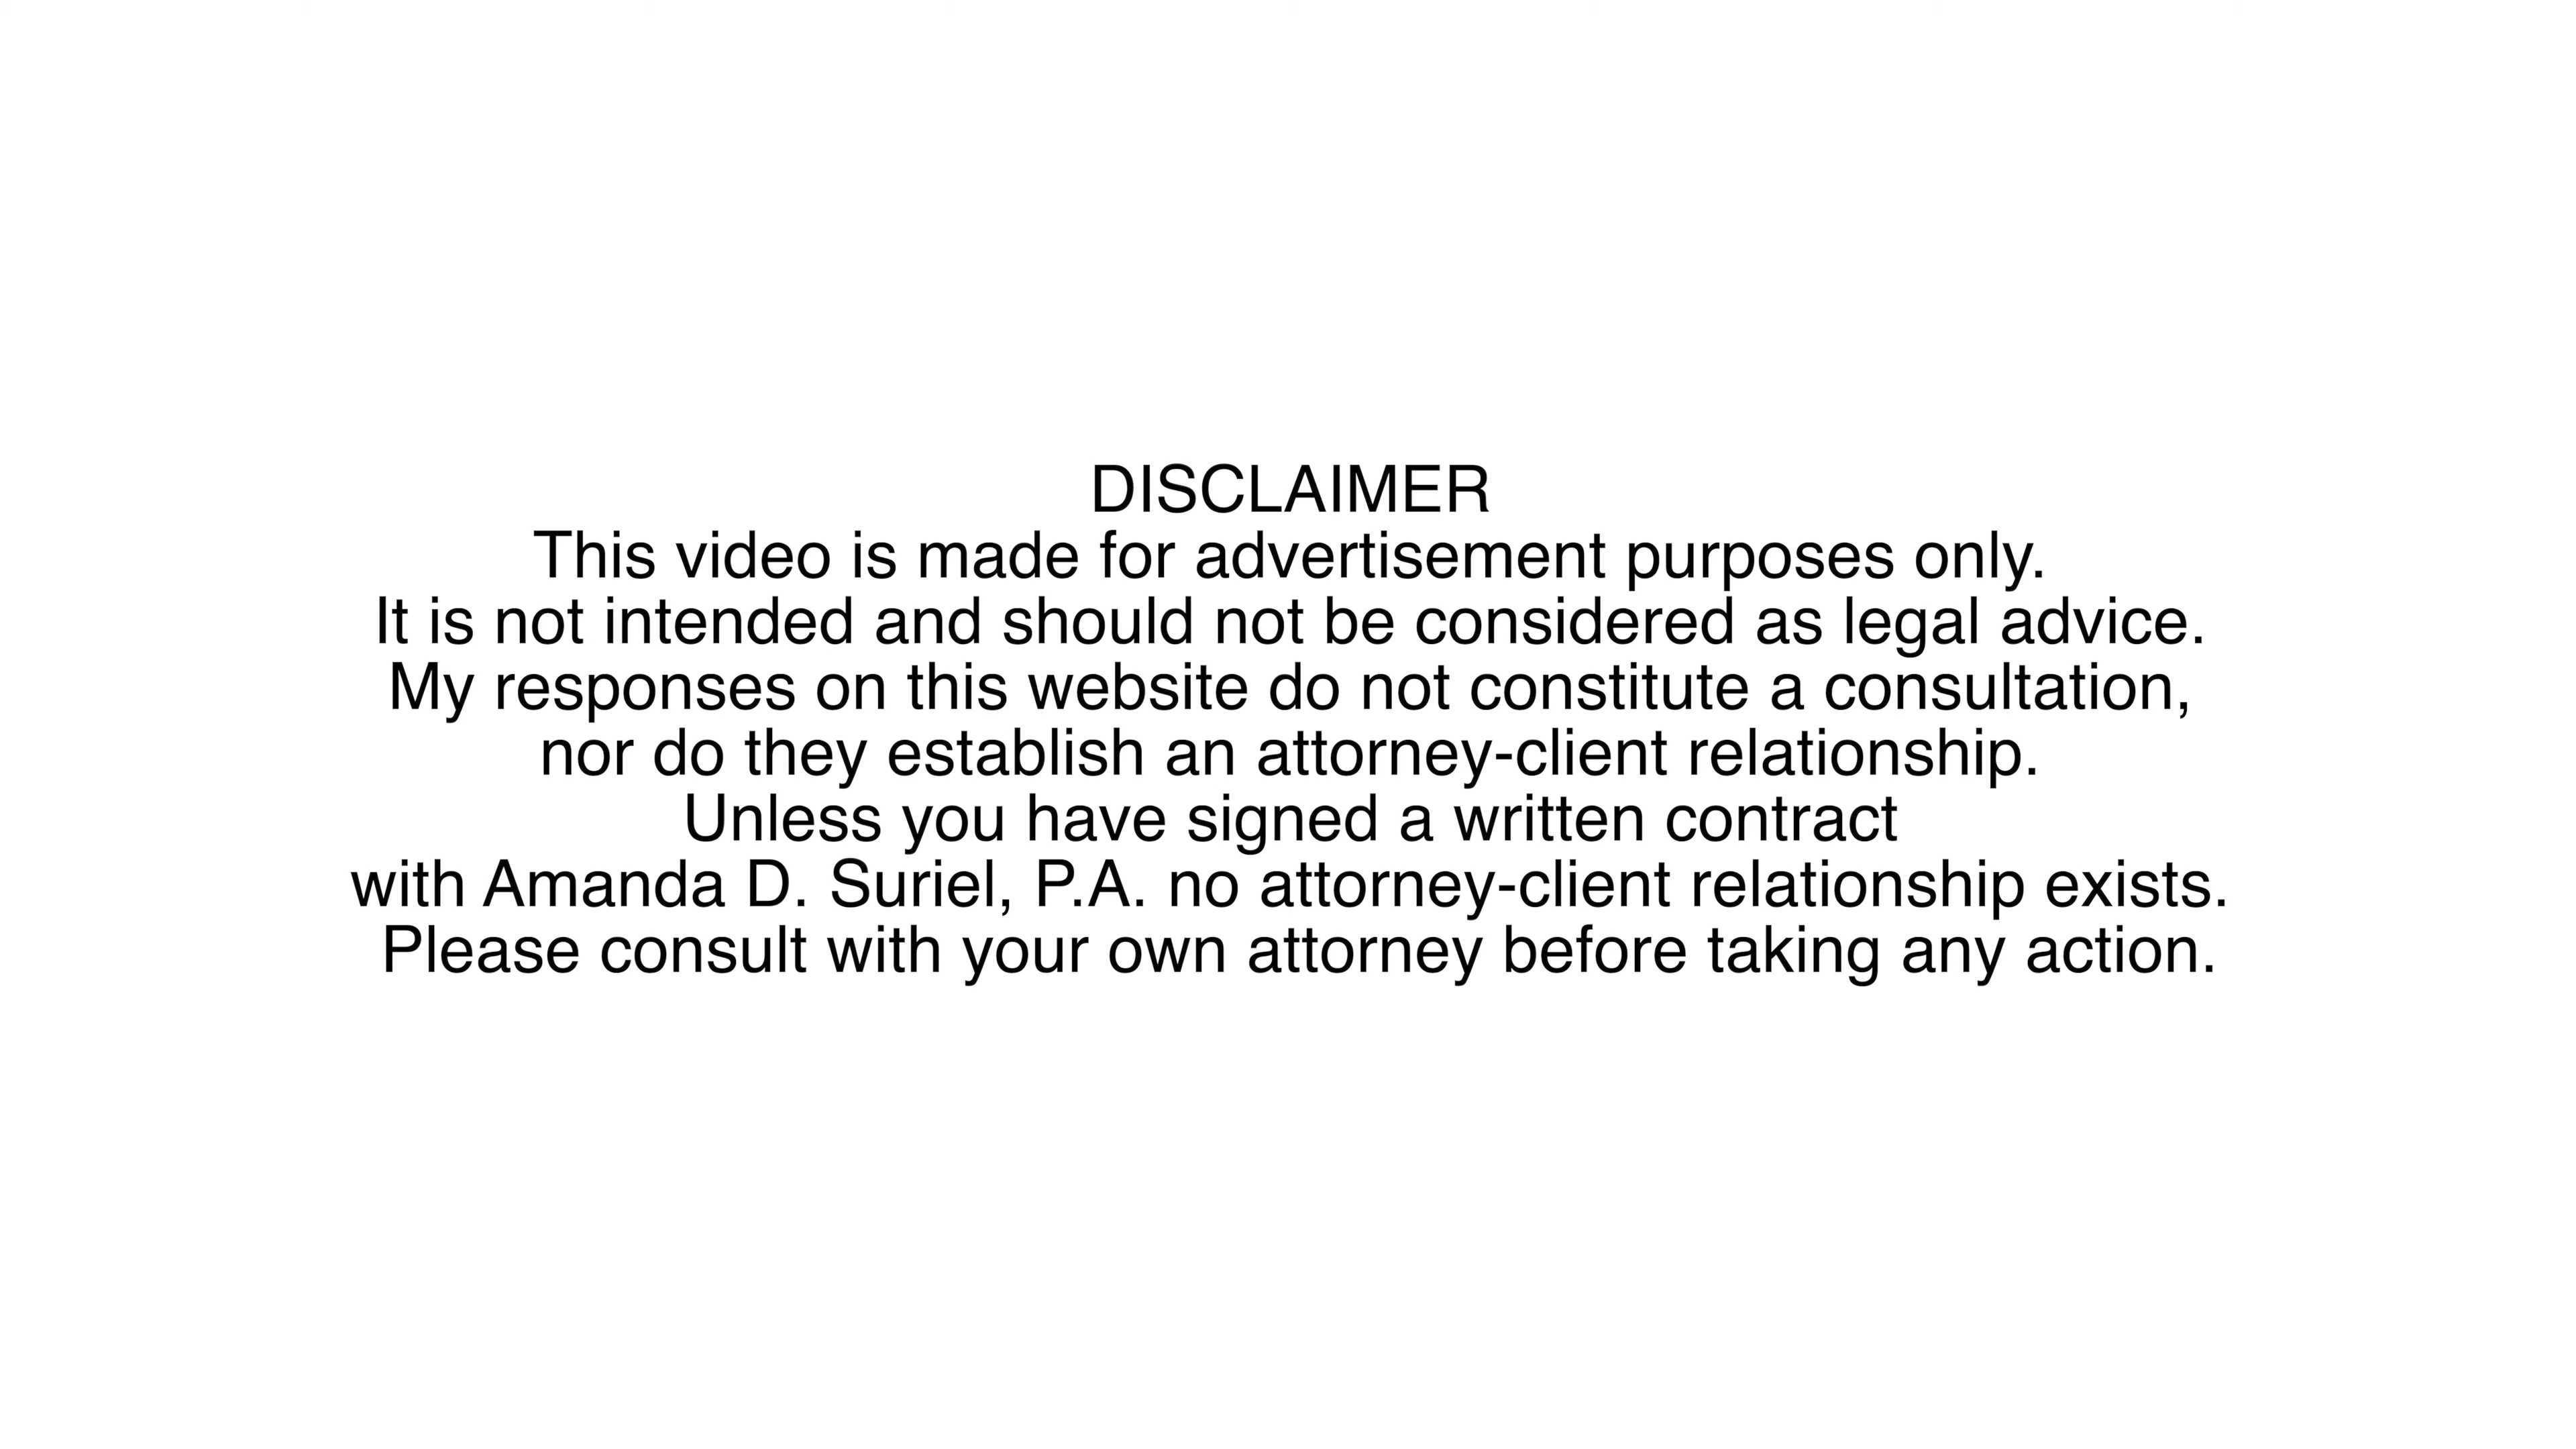 DISCLAIMER
This video is made for advertisement purposes only.
It is not intended and should not be considered as legal advice.
My responses on this website do not constitute a consultation,
nor do they establish an attorney-client relationship.
Unless you have signed a written contract
with Amanda D. Suriel, P.A. no attorney-client relationship exists.
Please consult with your own attorney before taking any action.